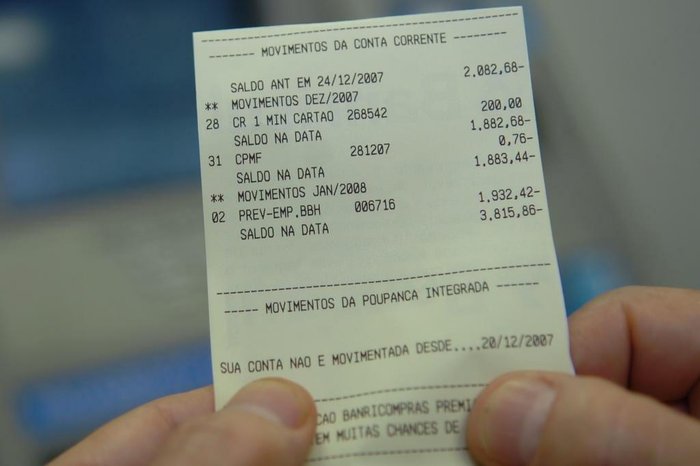 ------- MOVIMENTOS DA CONTA CORRENTE --------
SALDO ANT EM 24/12/2007 2.082,68-
** MOVIMENTOS DEZ/2007
28 CR 1 MIN CARTAO 268542 200,00
SALDO NA DATA 1.882,68-
31 CPMF 281207 0,76-
SALDO NA DATA 1.883,44-
** MOVIMENTOS JAN/2008
02 PREV-EMP.BBH 006716 1.932,42-
SALDO NA DATA 3.815,86-
----- MOVIMENTOS DA POUPANCA INTEGRADA ------
SUA CONTA NAO E MOVIMENTADA DESDE....20/12/2007
CAO BANRICOMPRAS PREMI
EM MUITAS CHANCES DE